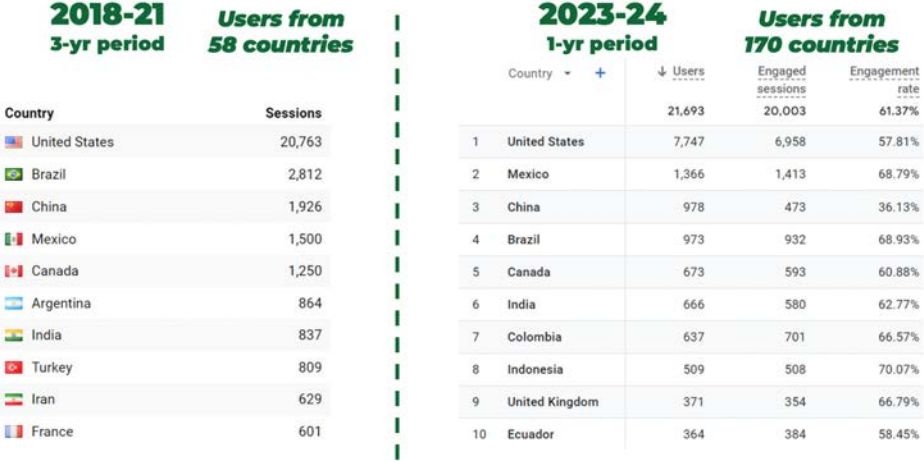 2018-21
3-yr period
Users from
58 countries
Country Sessions
United States 20,763
Brazil 2,812
China 1,926
Mexico 1,500
Canada 1,250
Argentina 864
India 837
Turkey 809
Iran 629
France 601
2023-24
1-yr period
Users from
170 countries
Country + ↓ Users Engaged sessions Engagement rate
21,693 20,003 61.37%
1 United States 7,747 6,958 57.81%
2 Mexico 1,366 1,413 68.79%
3 China 978 473 36.13%
4 Brazil 973 932 68.93%
5 Canada 673 593 60.88%
6 India 666 580 62.77%
7 Colombia 637 701 66.57%
8 Indonesia 509 508 70.07%
9 United Kingdom 371 354 66.79%
10 Ecuador 364 384 58.45%